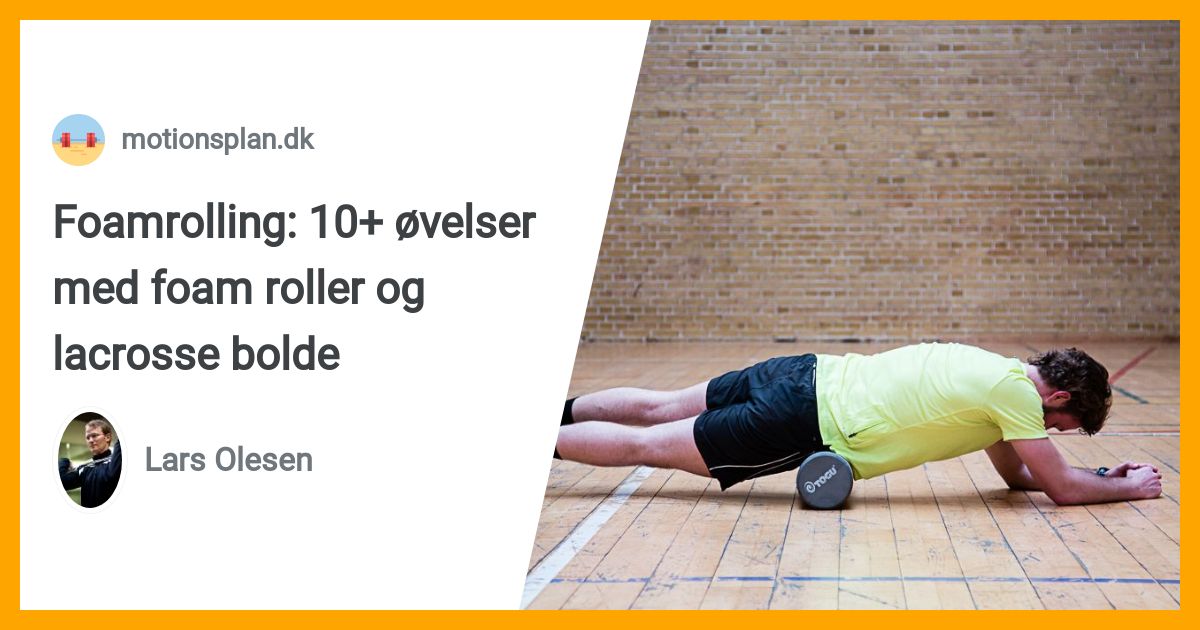 motionsplan.dk
Foamrolling: 10+ øvelser
med foam roller og
lacrosse bolde
Lars Olesen
TOGU